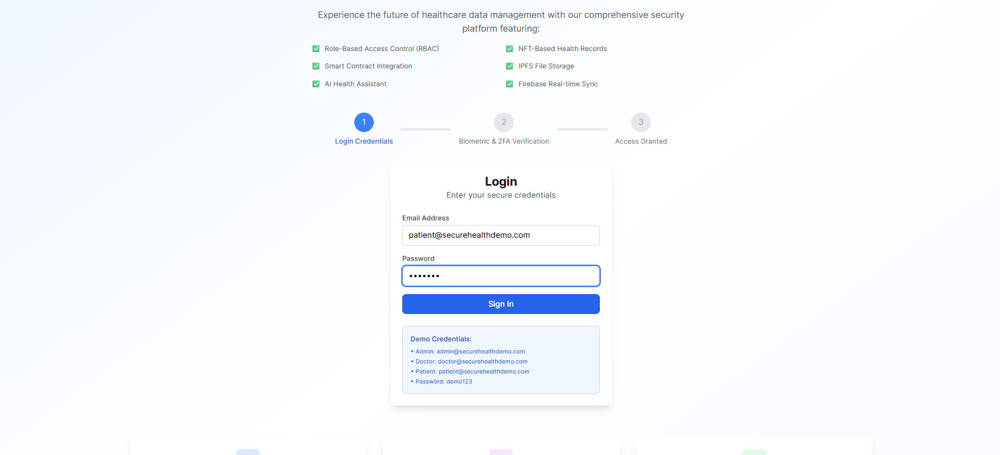 Experience the future of healthcare data management with our comprehensive security
platform featuring:
✅ Role-Based Access Control (RBAC)
✅ NFT-Based Health Records
✅ Smart Contract Integration
✅ IPFS File Storage
✅ AI Health Assistant
✅ Firebase Real-time Sync
1
2
3
Login Credentials
Biometric & 2FA Verification
Access Granted
Login
Enter your secure credentials
Email Address
patient@securehealthdemo.com
Password
•••••••
Sign In
Demo Credentials:
• Admin: admin@securehealthdemo.com
• Doctor: doctor@securehealthdemo.com
• Patient: patient@securehealthdemo.com
• Password: demo123